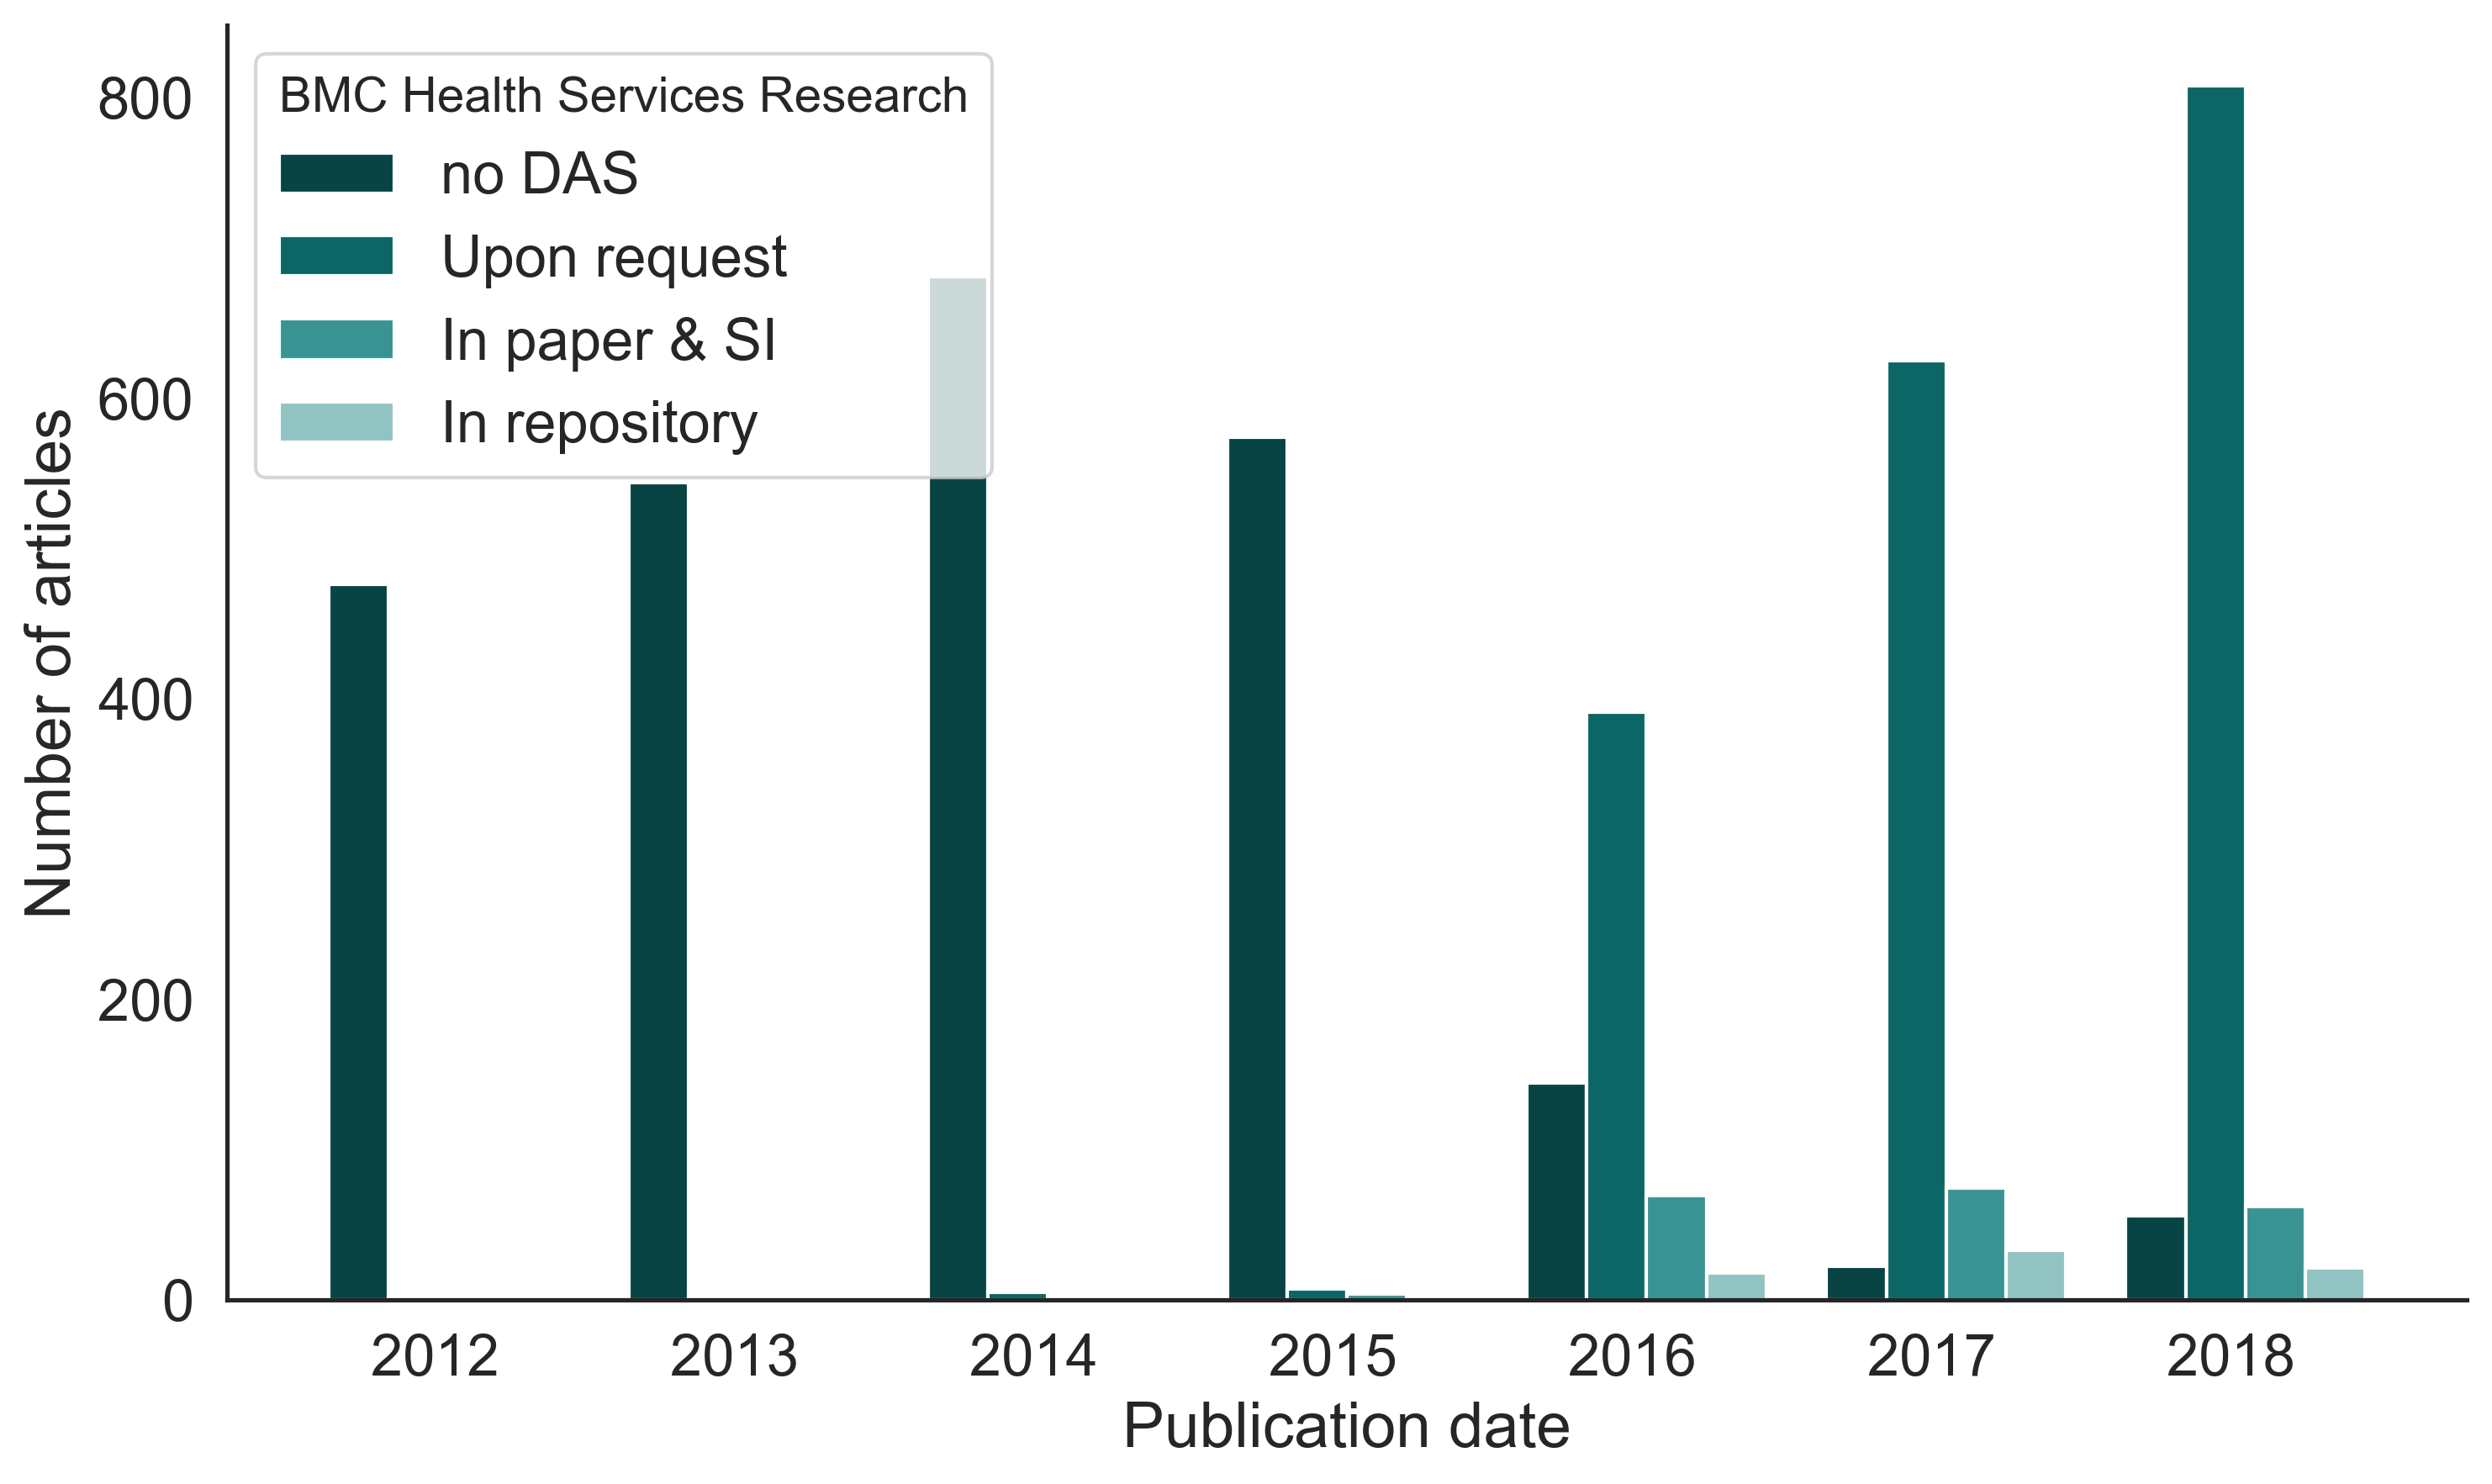 BMC Health Services Research
no DAS
Upon request
In paper & SI
In repository
Number of articles
800
600
400
200
0
2012 2013 2014 2015 2016 2017 2018
Publication date